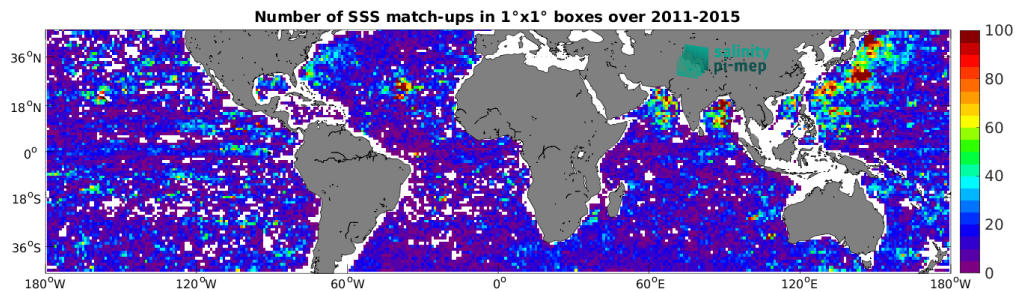 Number of SSS match-ups in 1°x1° boxes over 2011-2015
salinity
pi-mep
36°N
18°N
0°
18°S
36°S
180°W
120°W
60°W
0°
60°E
120°E
180°W
100
80
60
40
20
0